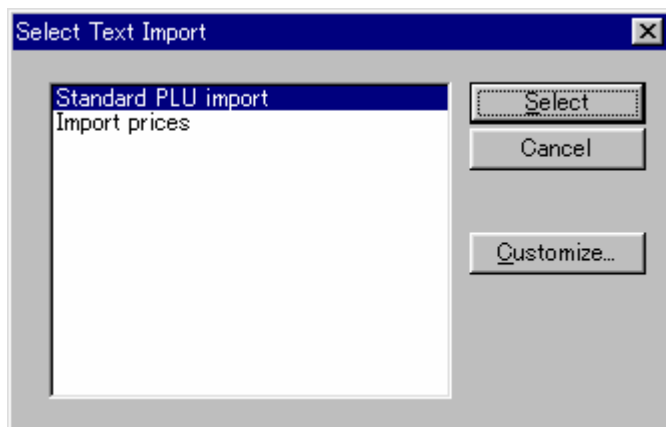 Select Text Import
Standard PLU import
Import prices
Select
Cancel
Customize...